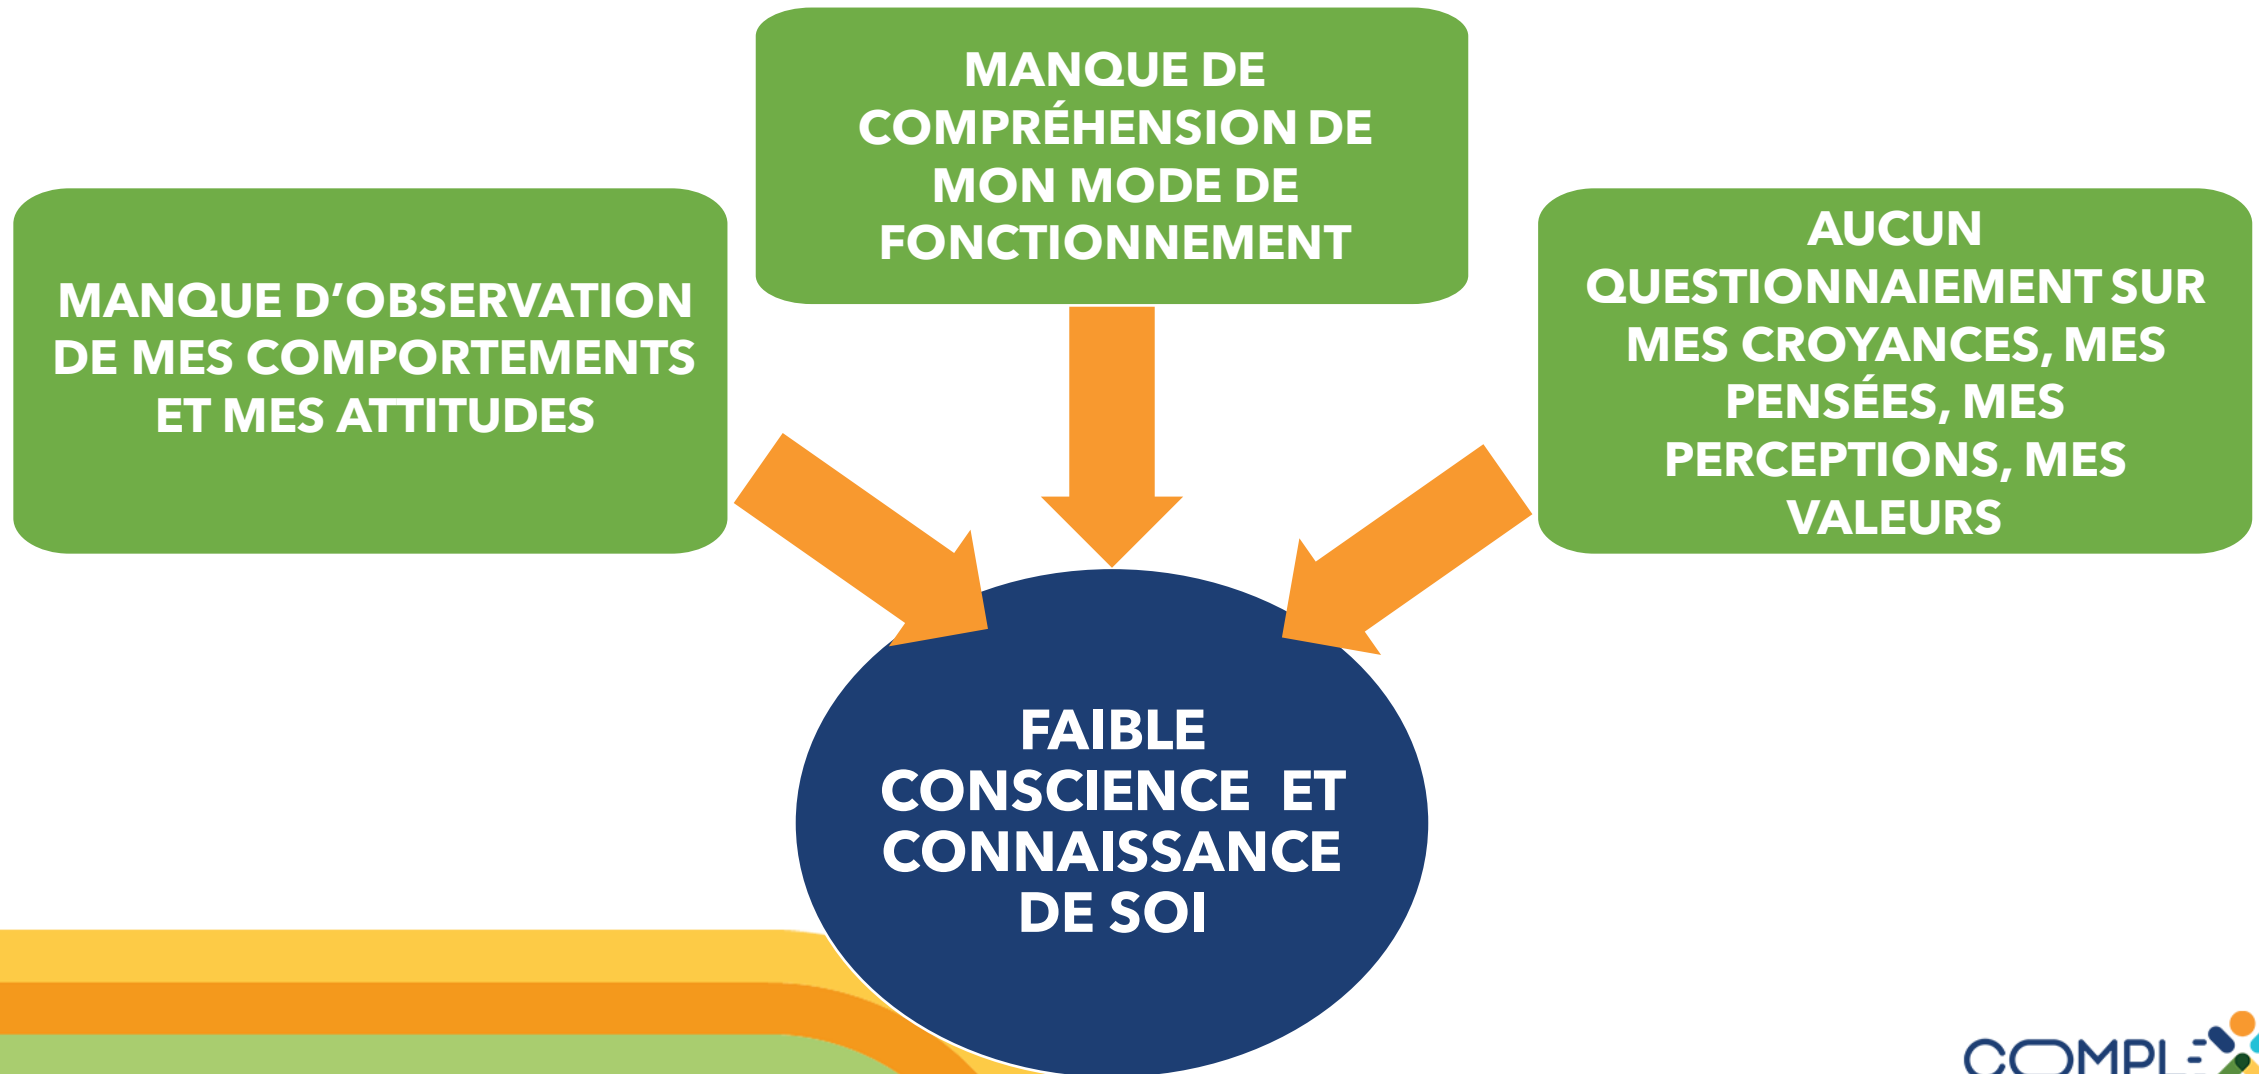 MANQUE DE
COMPRÉHENSION DE
MON MODE DE
FONCTIONNEMENT
MANQUE D’OBSERVATION
DE MES COMPORTEMENTS
ET MES ATTITUDES
AUCUN
QUESTIONNAIEMENT SUR
MES CROYANCES, MES
PENSÉES, MES
PERCEPTIONS, MES
VALEURS
FAIBLE
CONSCIENCE ET
CONNAISSANCE
DE SOI
COMPLEX